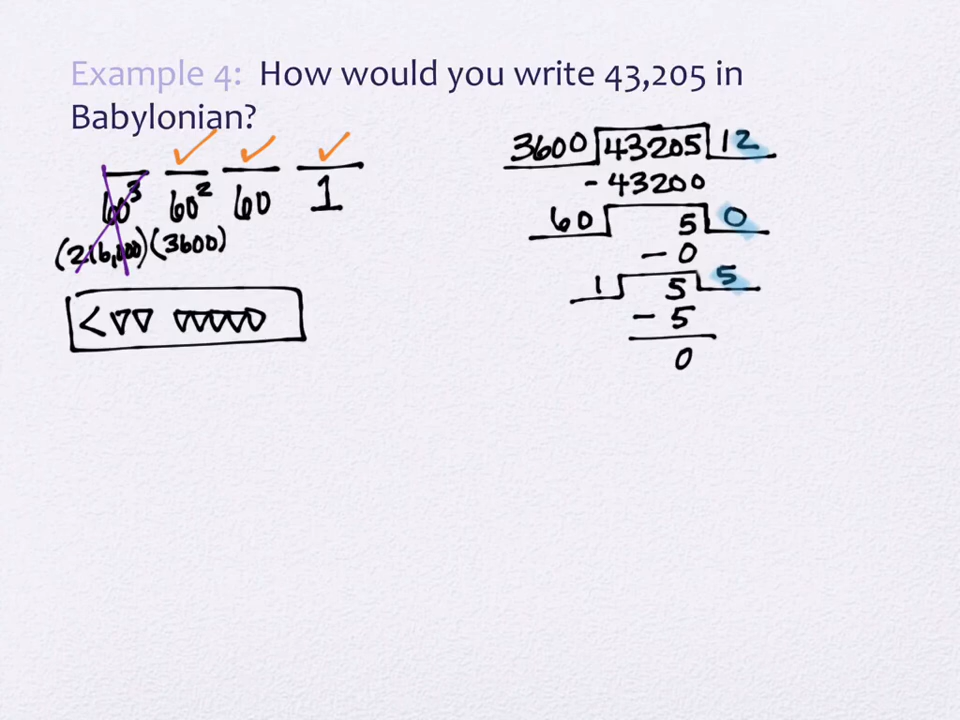 Example 4: How would you write 43,205 in
Babylonian?
60³ 60² 60 1
(216,000) (3600)
<▽▽ ▽▽▽▽▽
3600 43205 12
- 43200
60 5 0
- 0
1 5 5
- 5
0